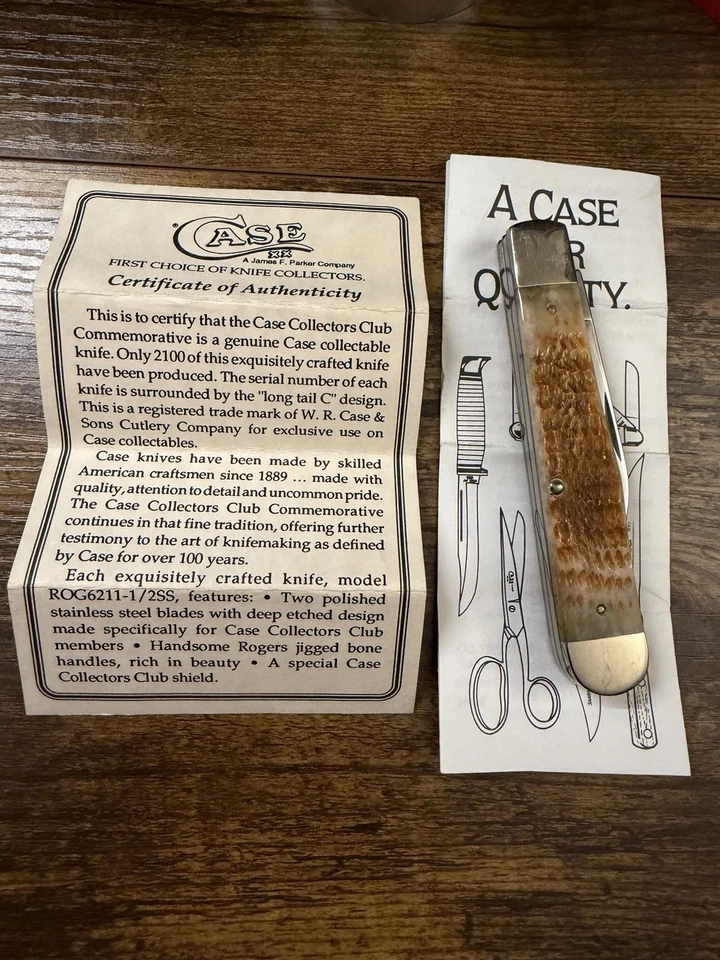 CASE
XX
A James F. Parker Company
FIRST CHOICE OF KNIFE COLLECTORS.
Certificate of Authenticity
This is to certify that the Case Collectors Club
Commemorative is a genuine Case collectable
knife. Only 2100 of this exquisitely crafted knife
have been produced. The serial number of each
knife is surrounded by the "long tail C" design.
This is a registered trade mark of W. R. Case &
Sons Cutlery Company for exclusive use on
Case collectables.
Case knives have been made by skilled
American craftsmen since 1889 ... made with
quality, attention to detail and uncommon pride.
The Case Collectors Club Commemorative
continues in that fine tradition, offering further
testimony to the art of knifemaking as defined
by Case for over 100 years.
Each exquisitely crafted knife, model
ROG6211-1/2SS, features: • Two polished
stainless steel blades with deep etched design
made specifically for Case Collectors Club
members • Handsome Rogers jigged bone
handles, rich in beauty • A special Case
Collectors Club shield.
A CASE
R
Q TY.